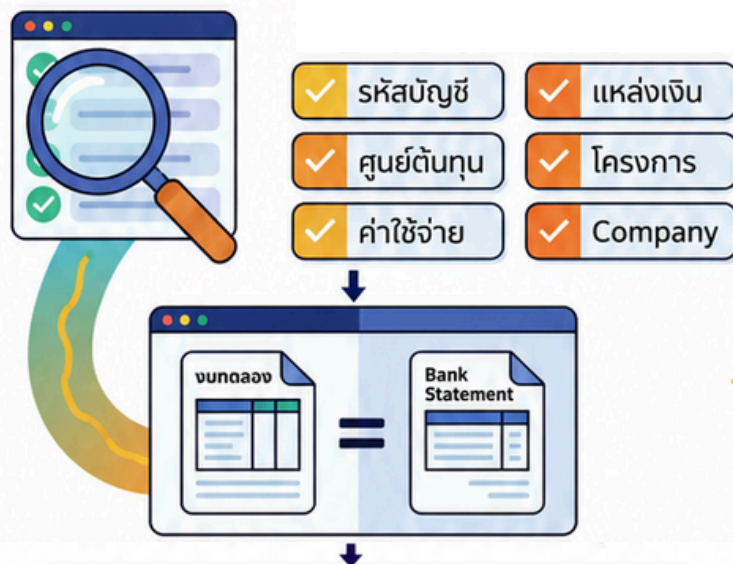 รหัสบัญชี
แหล่งเงิน
ศูนย์ต้นทุน
โครงการ
ค่าใช้จ่าย
Company
งบทดลอง
Bank
Statement